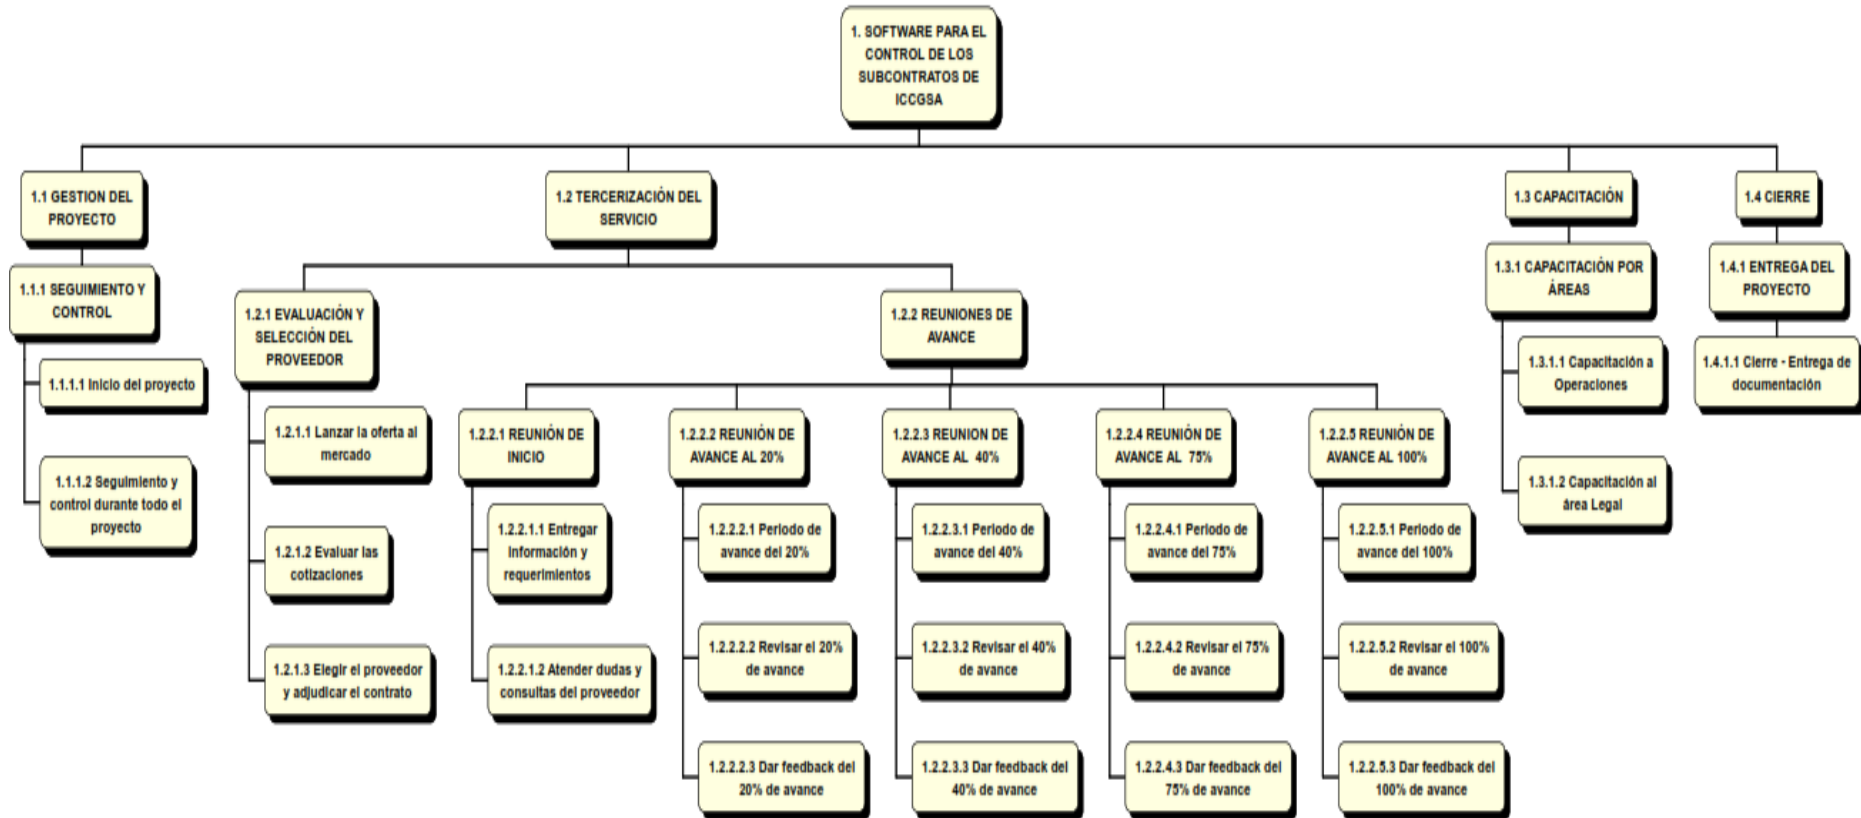 1. SOFTWARE PARA EL
CONTROL DE LOS
SUBCONTRATOS DE
ICCGSA
1.1 GESTION DEL
PROYECTO
1.1.1 SEGUIMIENTO Y
CONTROL
1.1.1.1 Inicio del proyecto
1.1.1.2 Seguimiento y
control durante todo el
proyecto
1.2 TERCERIZACIÓN DEL
SERVICIO
1.2.1 EVALUACIÓN Y
SELECCIÓN DEL
PROVEEDOR
1.2.1.1 Lanzar la oferta al
mercado
1.2.1.2 Evaluar las
cotizaciones
1.2.1.3 Elegir el proveedor
y adjudicar el contrato
1.2.2 REUNIONES DE
AVANCE
1.2.2.1 REUNIÓN DE
INICIO
1.2.2.1.1 Entregar
información y
requerimientos
1.2.2.1.2 Atender dudas y
consultas del proveedor
1.2.2.2 REUNIÓN DE
AVANCE AL 20%
1.2.2.2.1 Periodo de
avance del 20%
1.2.2.2.2 Revisar el 20%
de avance
1.2.2.2.3 Dar feedback del
20% de avance
1.2.2.3 REUNION DE
AVANCE AL 40%
1.2.2.3.1 Periodo de
avance del 40%
1.2.2.3.2 Revisar el 40%
de avance
1.2.2.3.3 Dar feedback del
40% de avance
1.2.2.4 REUNIÓN DE
AVANCE AL 75%
1.2.2.4.1 Periodo de
avance del 75%
1.2.2.4.2 Revisar el 75%
de avance
1.2.2.4.3 Dar feedback del
75% de avance
1.2.2.5 REUNIÓN DE
AVANCE AL 100%
1.2.2.5.1 Periodo de
avance del 100%
1.2.2.5.2 Revisar el 100%
de avance
1.2.2.5.3 Dar feedback del
100% de avance
1.3 CAPACITACIÓN
1.3.1 CAPACITACIÓN POR
ÁREAS
1.3.1.1 Capacitación a
Operaciones
1.3.1.2 Capacitación al
área Legal
1.4 CIERRE
1.4.1 ENTREGA DEL
PROYECTO
1.4.1.1 Cierre - Entrega de
documentación